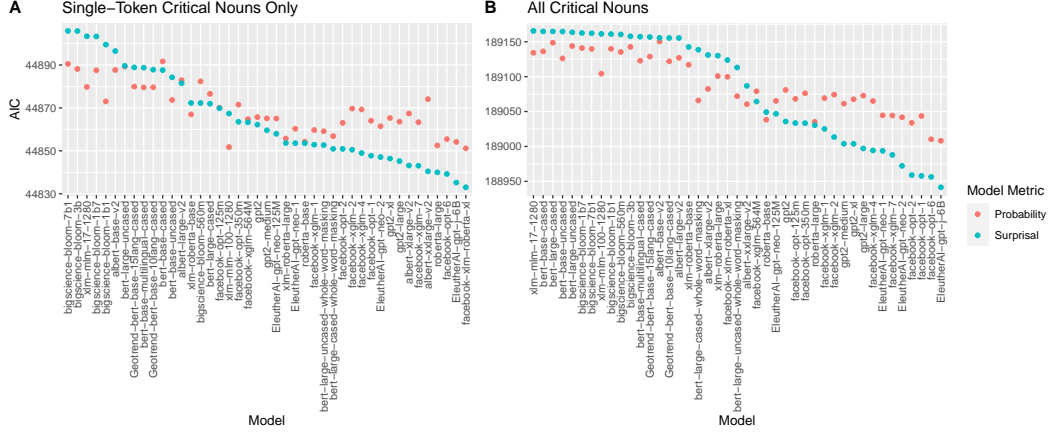 A
Single-Token Critical Nouns Only
AIC
44890
44870
44850
44830
bigscience-bloom-7b1
bigscience-bloom-3b
xlm-mlm-17-1280
bigscience-bloom-1b7
bigscience-bloom-1b1
albert-base-v2
bert-large-uncased
Geotrend-bert-base-15lang-cased
bert-base-multilingual-cased
Geotrend-bert-base-10lang-cased
bert-base-cased
bert-base-uncased
albert-large-v2
xlm-roberta-base
bigscience-bloom-560m
bert-large-cased
facebook-opt-125m
xlm-mlm-100-1280
facebook-opt-350m
facebook-xglm-564M
gpt2
gpt2-medium
EleutherAI-gpt-neo-125M
xlm-roberta-large
EleutherAI-gpt-neo-1
facebook-xglm-1
bert-large-uncased-whole-word-masking
bert-large-cased-whole-word-masking
facebook-opt-2
facebook-xglm-2
facebook-xglm-4
facebook-opt-1
EleutherAI-gpt-neo-2
gpt2-xl
gpt2-large
albert-xxlarge-v2
facebook-xglm-7
albert-xlarge-v2
roberta-large
facebook-opt-6
EleutherAI-gpt-j-6B
facebook-xlm-roberta-xl
Model
B
All Critical Nouns
189150
189100
189050
189000
188950
xlm-mlm-17-1280
bert-base-cased
bert-large-cased
bert-base-uncased
bert-large-uncased
bigscience-bloom-1b7
bigscience-bloom-7b1
xlm-mlm-100-1280
bigscience-bloom-1b1
bigscience-bloom-560m
bigscience-bloom-3b
bert-base-multilingual-cased
Geotrend-bert-base-15lang-cased
albert-base-v2
Geotrend-bert-base-10lang-cased
albert-large-v2
xlm-roberta-base
bert-large-cased-whole-word-masking
albert-xlarge-v2
facebook-xlm-roberta-xl
xlm-roberta-large
bert-large-uncased-whole-word-masking
albert-xxlarge-v2
facebook-xglm-564M
roberta-base
EleutherAI-gpt-neo-125M
gpt2
facebook-opt-125m
facebook-opt-350m
roberta-large
facebook-xglm-1
facebook-xglm-2
gpt2-medium
gpt2-xl
gpt2-large
facebook-xglm-4
EleutherAI-gpt-neo-1
facebook-xglm-7
EleutherAI-gpt-neo-2
facebook-opt-2
facebook-opt-1
facebook-opt-6
EleutherAI-gpt-j-6B
Model
Model Metric
Probability
Surprisal